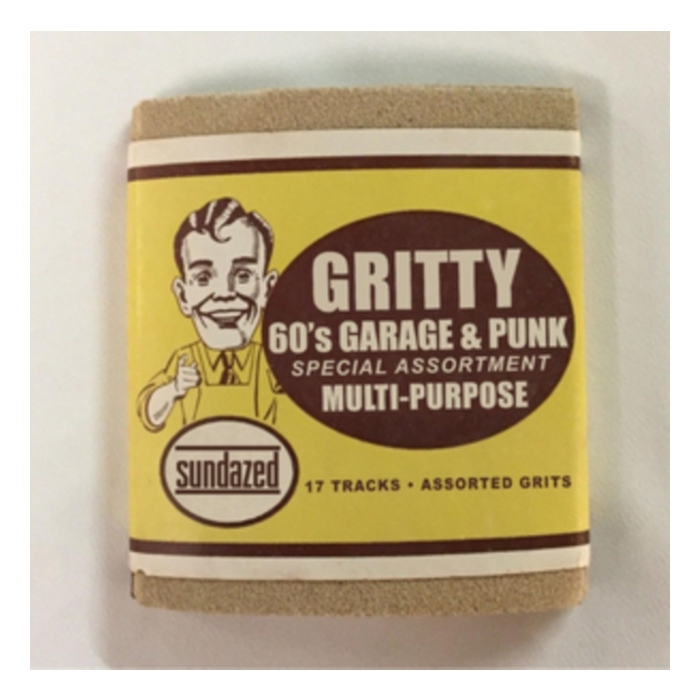 GRITTY
60's GARAGE & PUNK
SPECIAL ASSORTMENT
MULTI-PURPOSE
sundazed
17 TRACKS • ASSORTED GRITS